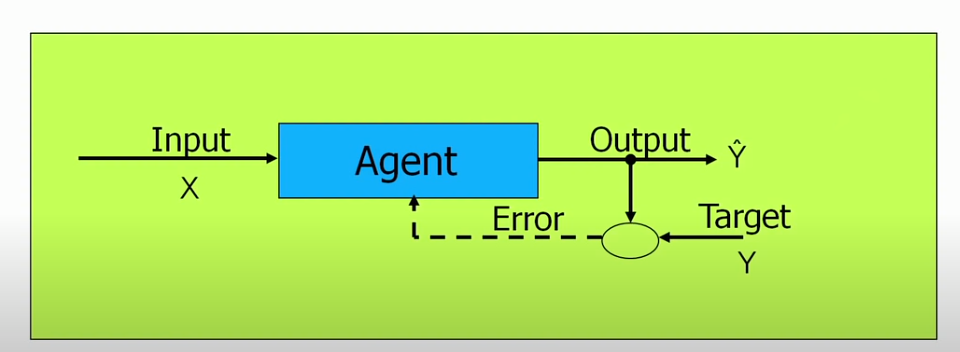 Input
X
Agent
Output
Ŷ
Error
Target
Y